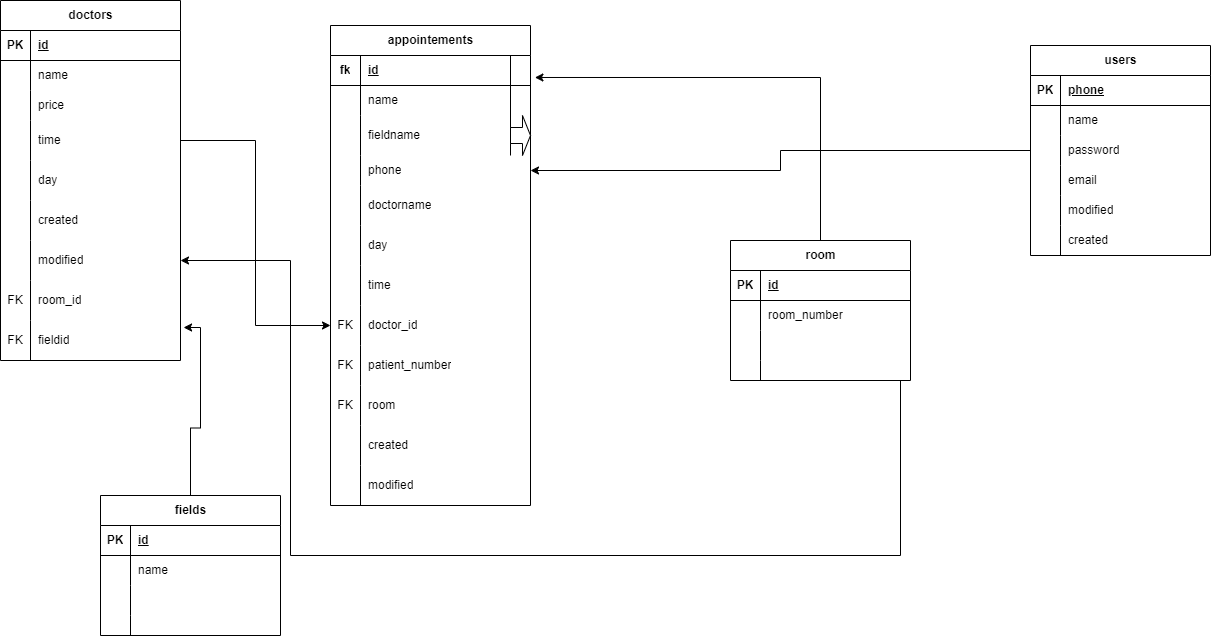 doctors
PK id
name
price
time
day
created
modified
FK room_id
FK fieldid
appointements
fk id
name
fieldname
phone
doctorname
day
time
FK doctor_id
FK patient_number
FK room
created
modified
users
PK phone
name
password
email
modified
created
room
PK id
room_number
fields
PK id
name